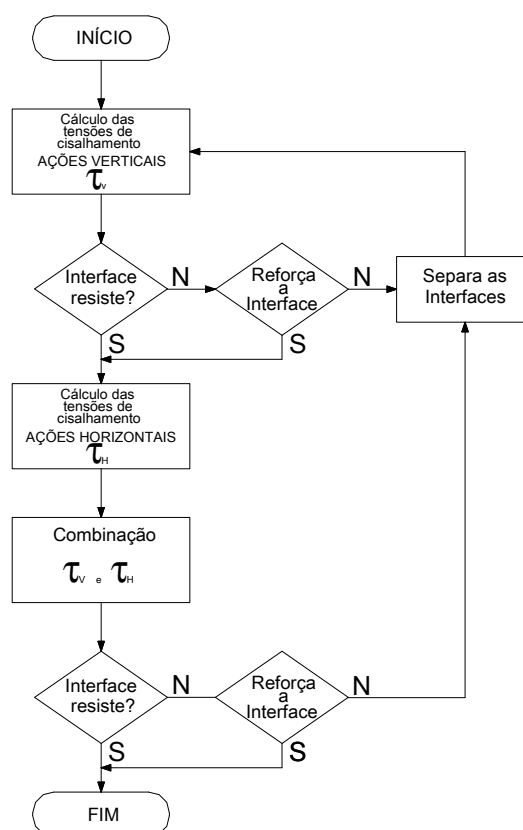 INÍCIO
Cálculo das
tensões de
cisalhamento
AÇÕES VERTICAIS
τv
Interface
resiste?
N
Reforça
a
Interface
N
Separa as
Interfaces
S
S
Cálculo das
tensões de
cisalhamento
AÇÕES HORIZONTAIS
τH
Combinação
τV e τH
Interface
resiste?
N
Reforça
a
Interface
N
S
S
FIM